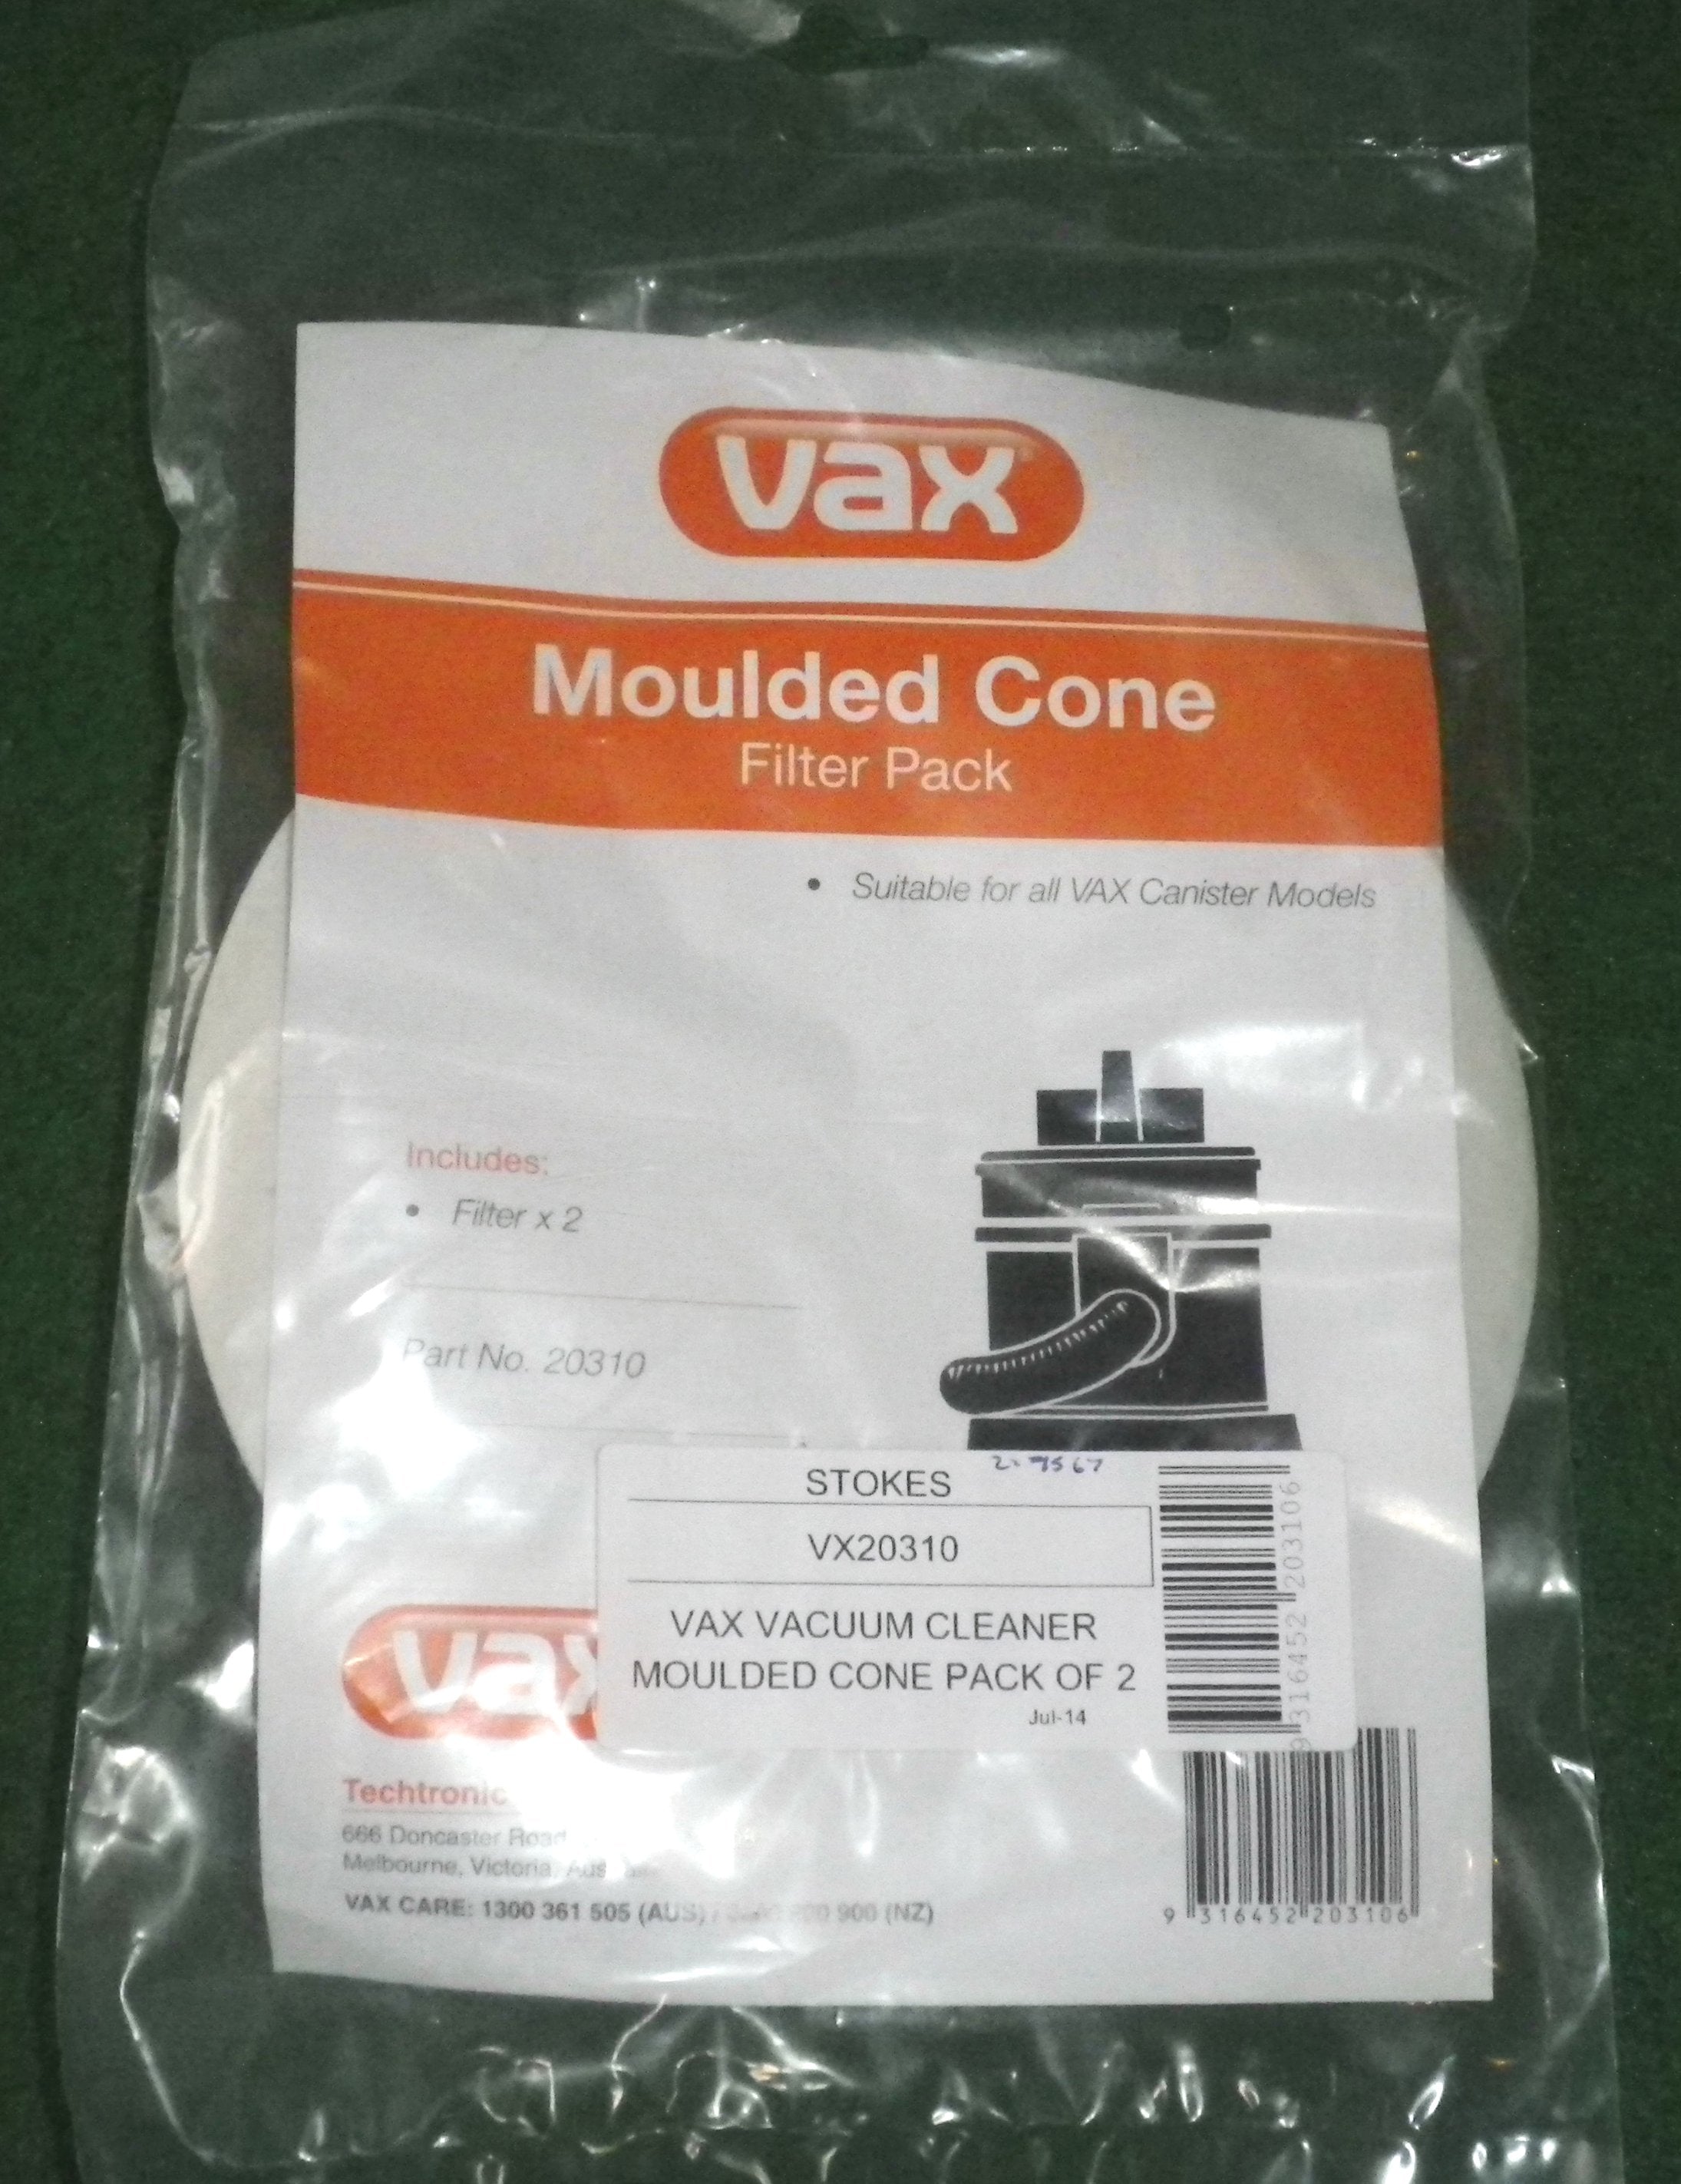 vax
Moulded Cone
Filter Pack
• Suitable for all VAX Canister Models
Includes:
• Filter x 2
Part No. 20310
STOKES
VX20310
VAX VACUUM CLEANER
MOULDED CONE PACK OF 2
Jul-14
9316452203106
vax
Techtronic
666 Doncaster Road
Melbourne, Victoria,
VAX CARE: 1300 361 505 (AUS) / 900 (NZ)
9 316452 203106